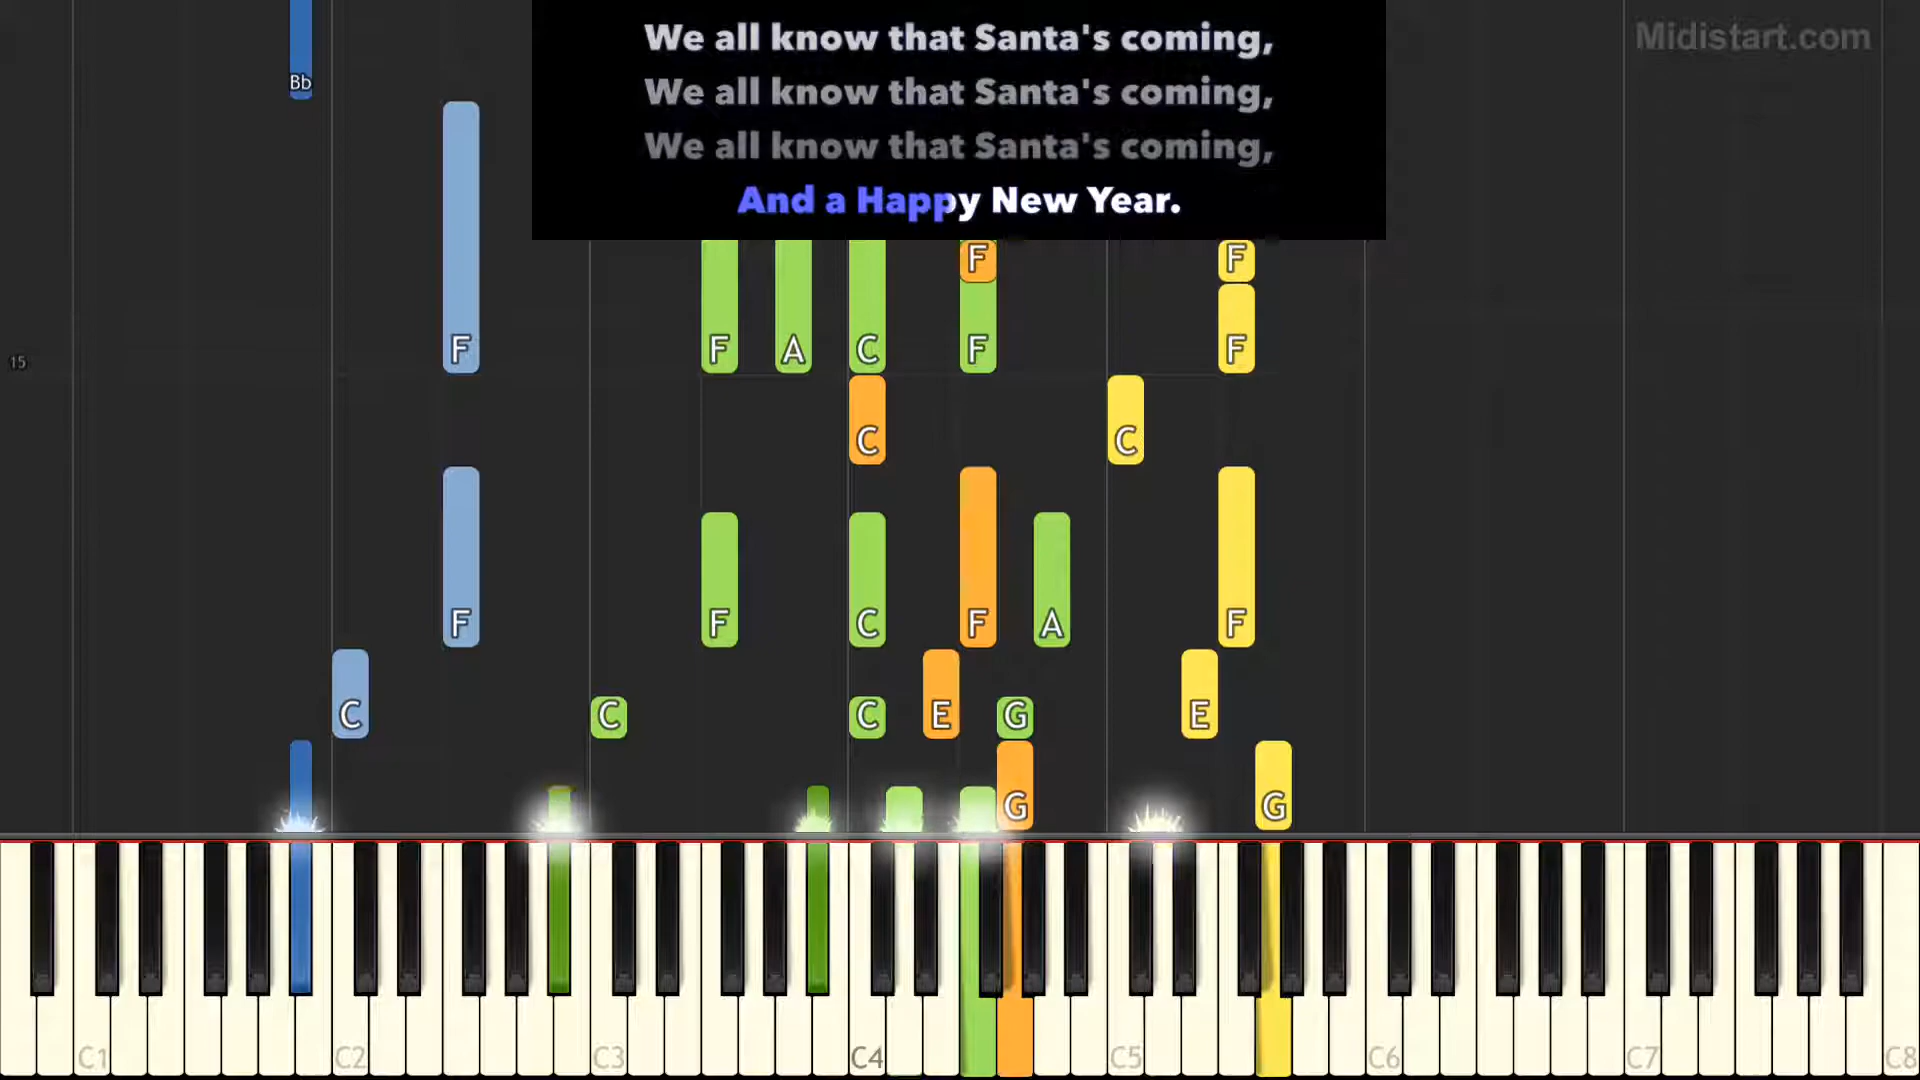 We all know that Santa's coming,
Midistart.com
Bb
We all know that Santa's coming,
We all know that Santa's coming,
And a Happy New Year.
F F
F F A C F F
15
C C
F F C F A F
C C C E G E
G G
C1 C2 C3 C4 C5 C6 C7 C8